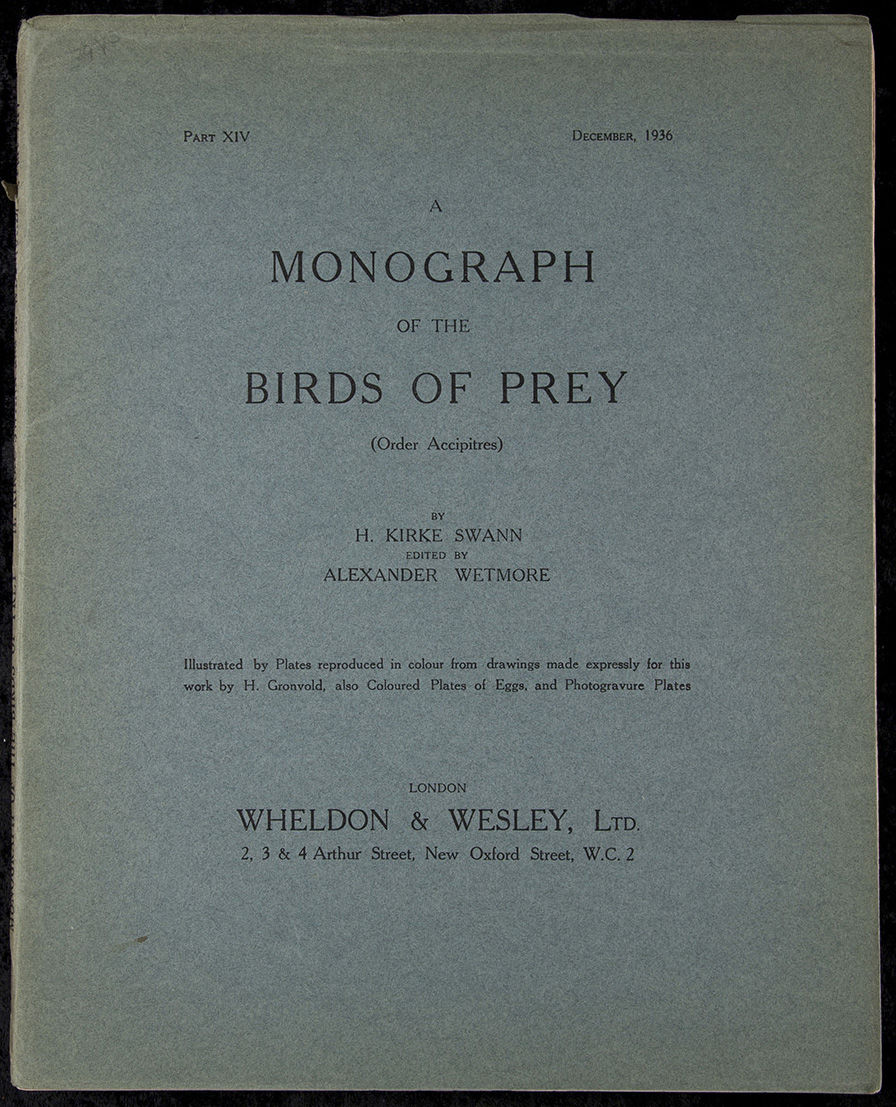 PART XIV DECEMBER, 1936
A
MONOGRAPH
OF THE
BIRDS OF PREY
(Order Accipitres)
BY
H. KIRKE SWANN
EDITED BY
ALEXANDER WETMORE
Illustrated by Plates reproduced in colour from drawings made expressly for this
work by H. Gronvold, also Coloured Plates of Eggs, and Photogravure Plates
LONDON
WHELDON & WESLEY, LTD.
2, 3 & 4 Arthur Street, New Oxford Street, W.C. 2